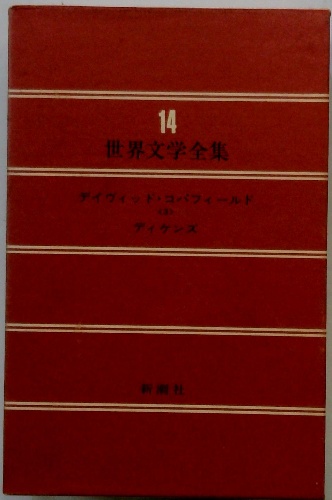 14
世界文学全集
デイヴィッド・コパフィールド
ディケンズ
新潮社